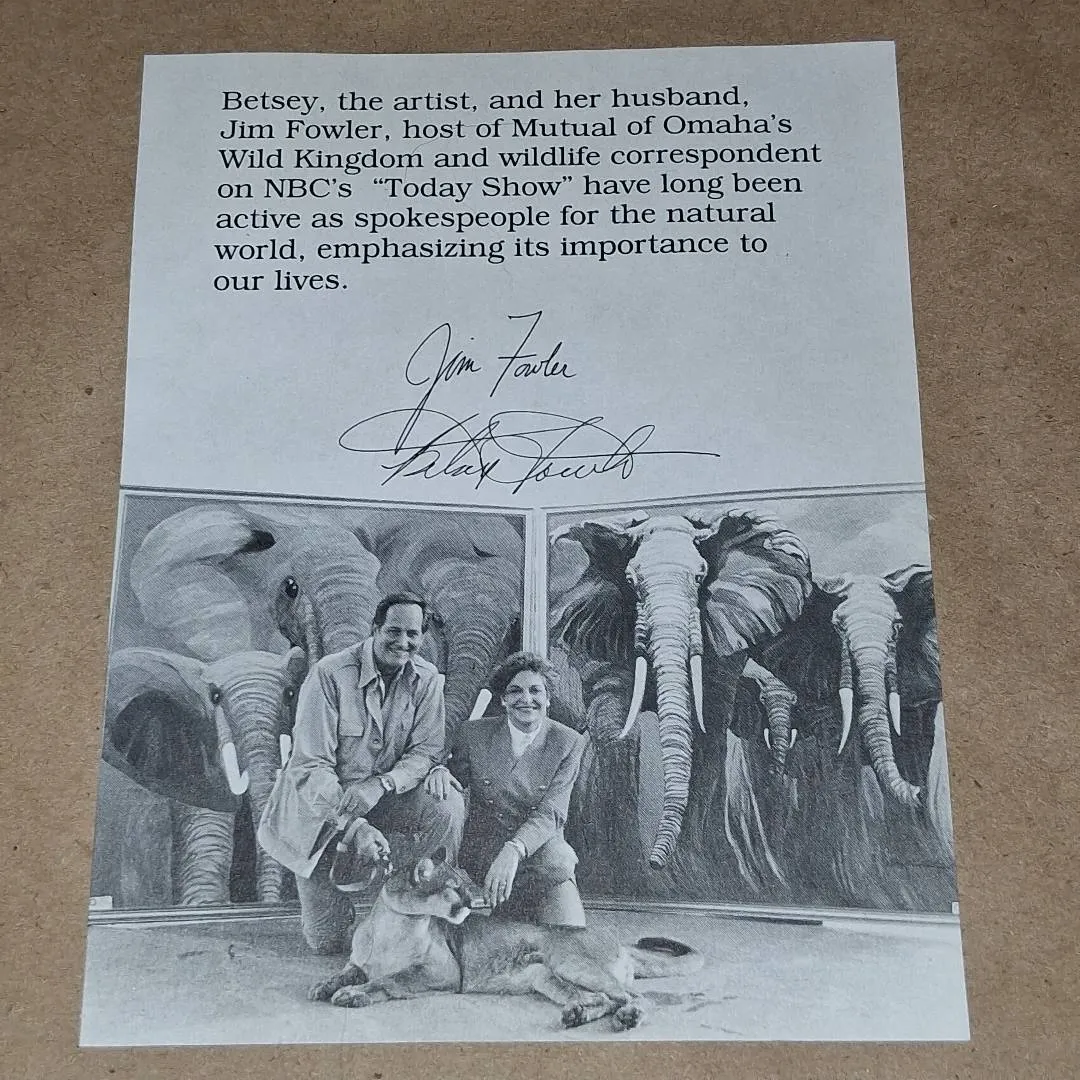 Betsey, the artist, and her husband,
Jim Fowler, host of Mutual of Omaha's
Wild Kingdom and wildlife correspondent
on NBC's “Today Show” have long been
active as spokespeople for the natural
world, emphasizing its importance to
our lives.
Jim Fowler